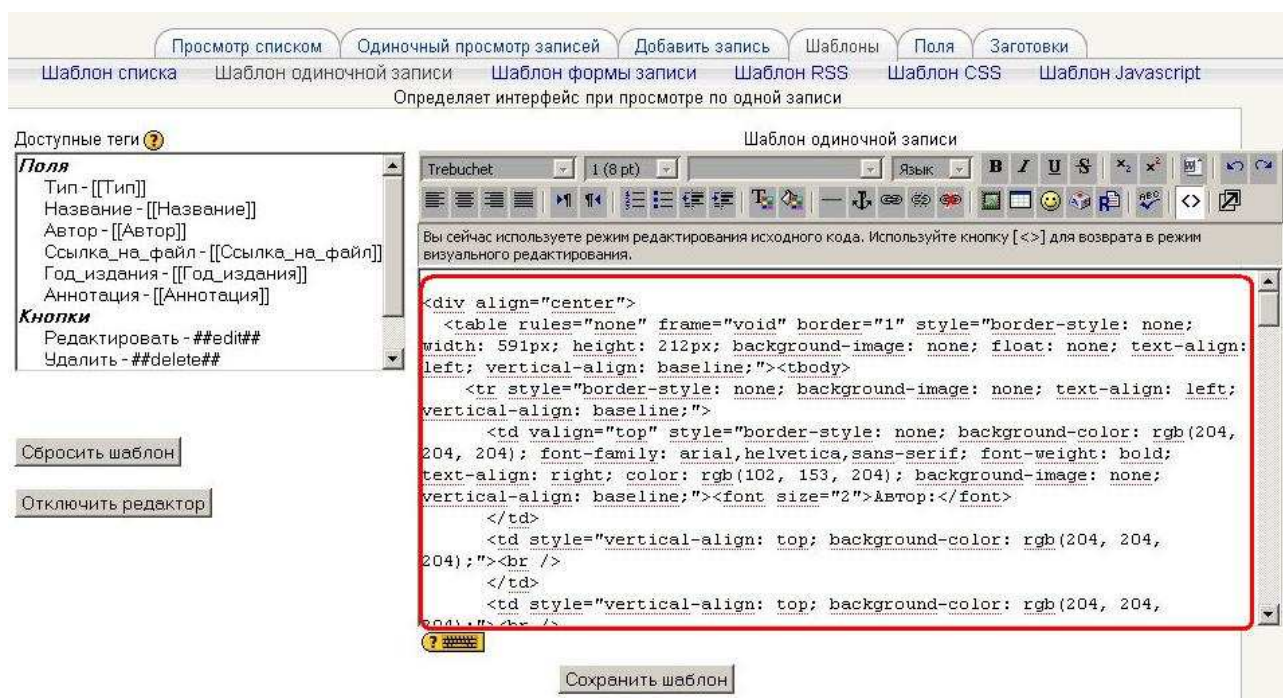 Просмотр списком Одиночный просмотр записей Добавить запись Шаблоны Поля Заготовки
Шаблон списка Шаблон одиночной записи Шаблон формы записи Шаблон RSS Шаблон CSS Шаблон Javascript
Определяет интерфейс при просмотре по одной записи
Доступные теги ?
Поля
Тип - [[Тип]]
Название - [[Название]]
Автор - [[Автор]]
Ссылка_на_файл - [[Ссылка_на_файл]]
Год_издания - [[Год_издания]]
Аннотация - [[Аннотация]]
Кнопки
Редактировать - ##edit##
Удалить - ##delete##
Сбросить шаблон
Отключить редактор
Шаблон одиночной записи
Trebuchet 1 (8 pt) Язык B I U S x₂ x²
Вы сейчас используете режим редактирования исходного кода. Используйте кнопку [<>] для возврата в режим
визуального редактирования.
<div align="center">
<table rules="none" frame="void" border="1" style="border-style: none;
width: 591px; height: 212px; background-image: none; float: none; text-align:
left; vertical-align: baseline;"><tbody>
<tr style="border-style: none; background-image: none; text-align: left;
vertical-align: baseline;">
<td valign="top" style="border-style: none; background-color: rgb(204,
204, 204); font-family: arial,helvetica,sans-serif; font-weight: bold;
text-align: right; color: rgb(102, 153, 204); background-image: none;
vertical-align: baseline;"><font size="2">Автор:</font>
</td>
<td style="vertical-align: top; background-color: rgb(204, 204,
204);"><br />
</td>
<td style="vertical-align: top; background-color: rgb(204, 204,
204);"><br />
?
Сохранить шаблон